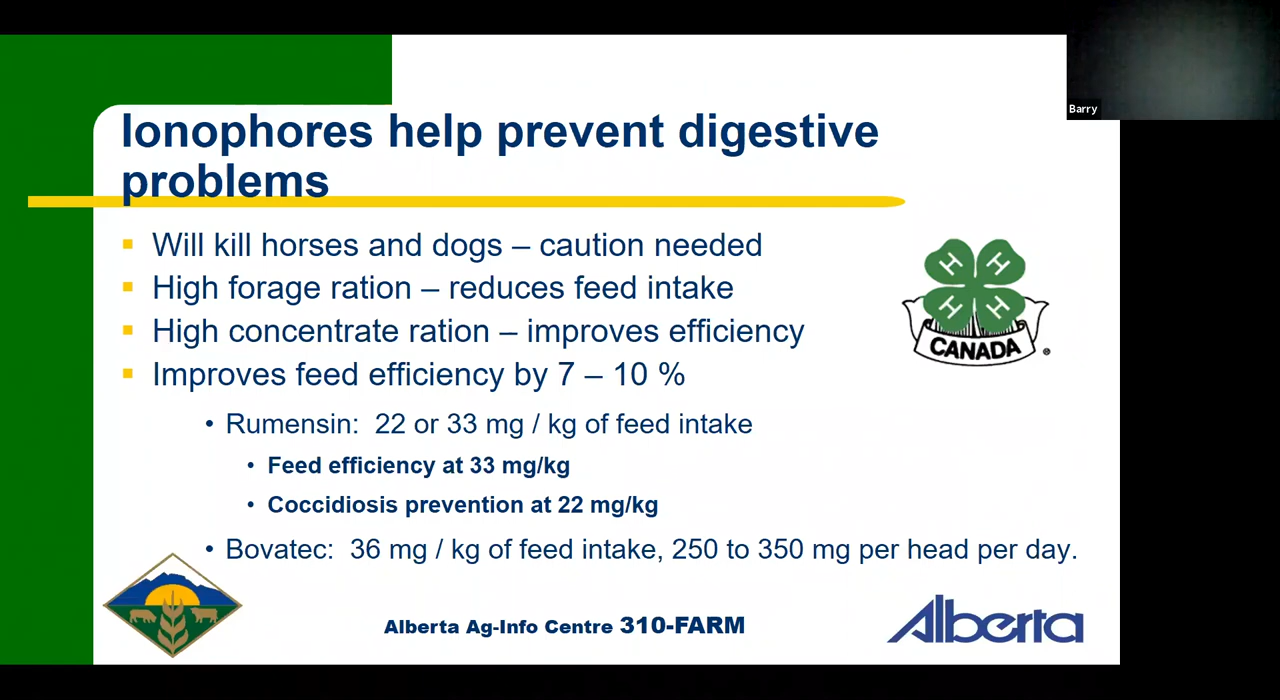 Barry
Ionophores help prevent digestive
problems
Will kill horses and dogs – caution needed
High forage ration – reduces feed intake
High concentrate ration – improves efficiency
Improves feed efficiency by 7 – 10 %
Rumensin: 22 or 33 mg / kg of feed intake
Feed efficiency at 33 mg/kg
Coccidiosis prevention at 22 mg/kg
Bovatec: 36 mg / kg of feed intake, 250 to 350 mg per head per day.
H H
H H
CANADA ®
Alberta Ag-Info Centre 310-FARM
Alberta